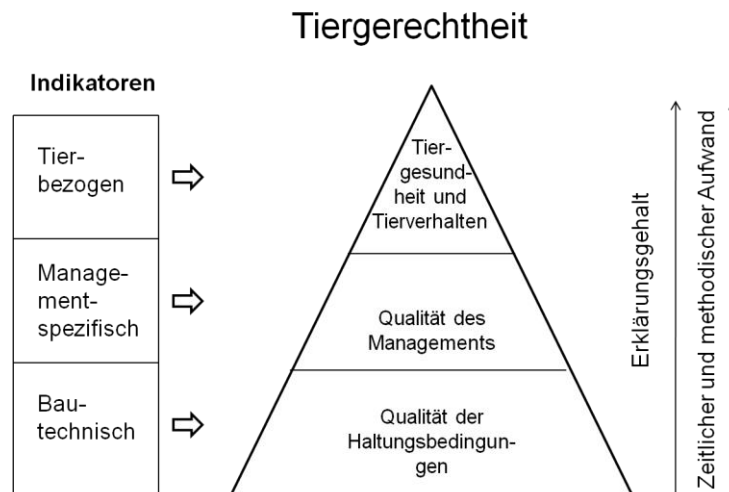 Tiergerechtheit
Indikatoren
Tier-
bezogen
Manage-
ment-
spezifisch
Bau-
technisch
Tier-
gesund-
heit und
Tierverhalten
Qualität des
Managements
Qualität der
Haltungsbedingun-
gen
Erklärungsgehalt
Zeitlicher und methodischer Aufwand